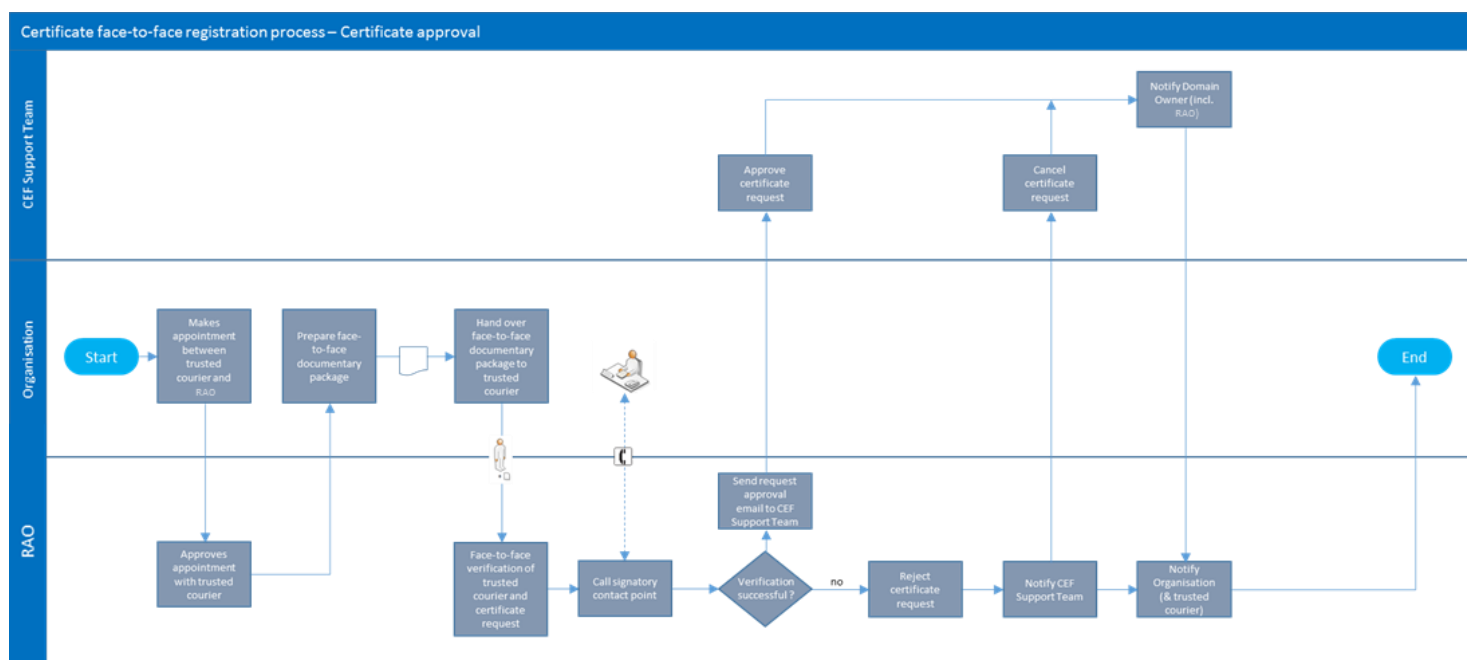 Certificate face-to-face registration process – Certificate approval
CEF Support Team
Notify Domain
Owner (incl.
RAO)
Approve
certificate
request
Cancel
certificate
request
Organisation
Start
Makes
appointment
between
trusted
courier and
RAO
Prepare face-
to-face
documentary
package
Hand over
face-to-face
documentary
package to
trusted
courier
End
RAO
Approves
appointment
with trusted
courier
Face-to-face
verification of
trusted
courier and
certificate
request
Call signatory
contact point
Send request
approval
email to CEF
Support Team
Verification
successful ?
no
Reject
certificate
request
Notify CEF
Support Team
Notify
Organisation
(& trusted
courier)